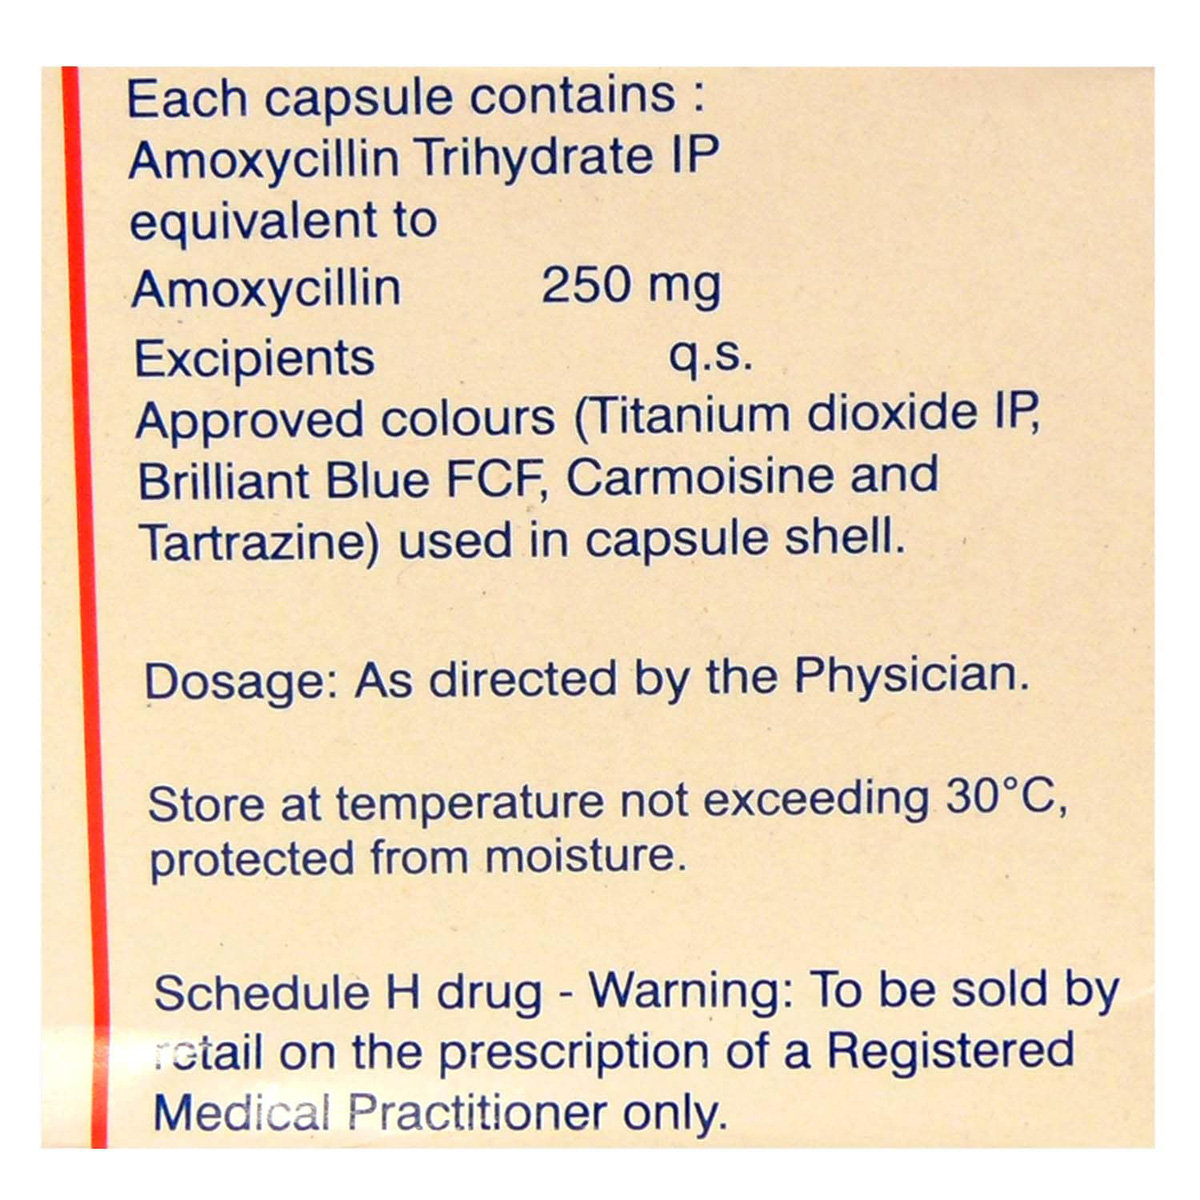 Each capsule contains :
Amoxycillin Trihydrate IP
equivalent to
Amoxycillin 250 mg
Excipients q.s.
Approved colours (Titanium dioxide IP,
Brilliant Blue FCF, Carmoisine and
Tartrazine) used in capsule shell.
Dosage: As directed by the Physician.
Store at temperature not exceeding 30°C,
protected from moisture.
Schedule H drug - Warning: To be sold by
retail on the prescription of a Registered
Medical Practitioner only.